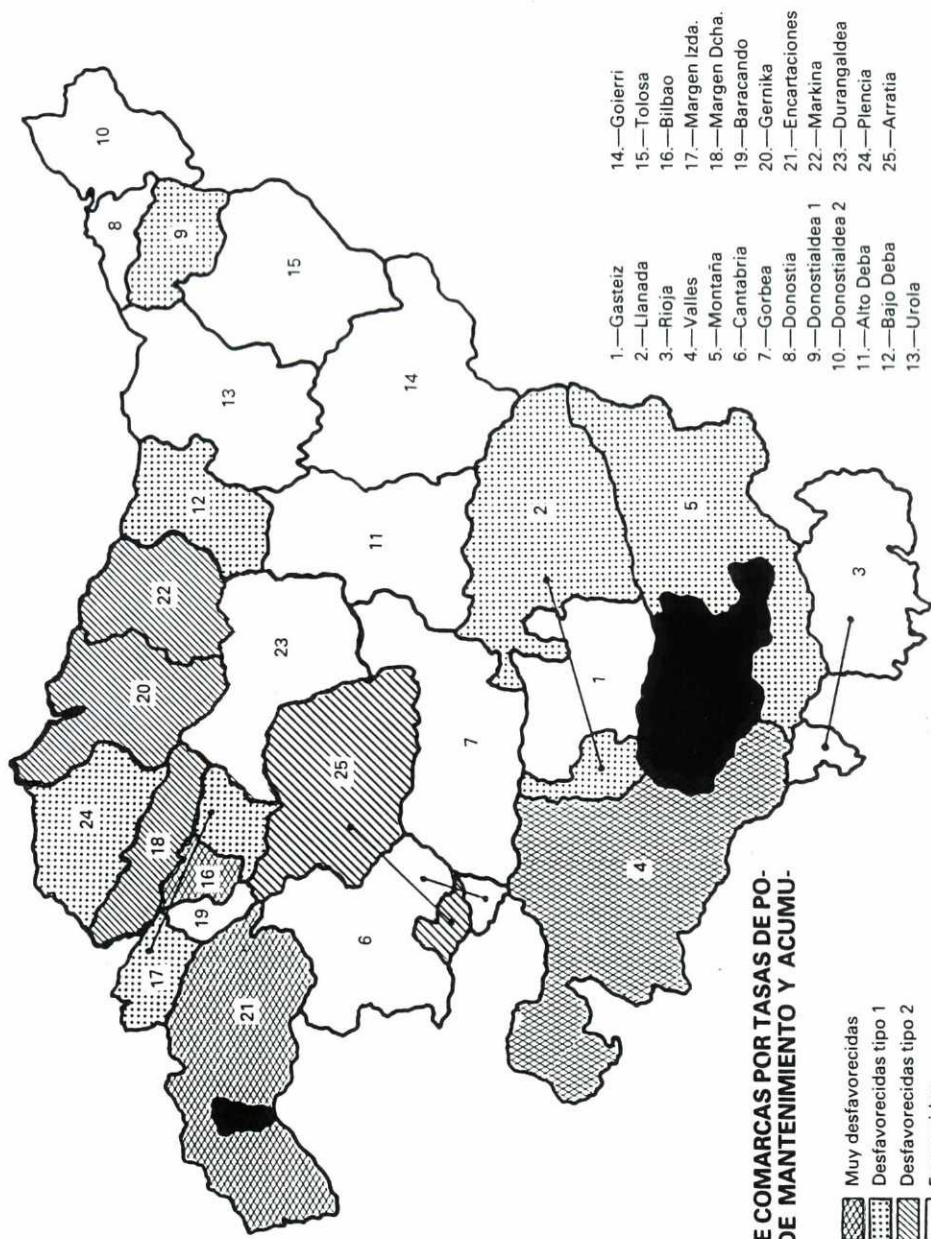 10
8
9
15
13
14
12
11
2
5
3
22
23
20
25
7
1
24
18
16
19
17
6
21
4
E COMARCAS POR TASAS DE PO-
DE MANTENIMIENTO Y ACUMU-
Muy desfavorecidas
Desfavorecidas tipo 1
Desfavorecidas tipo 2
1.—Gasteiz
2.—Llanada
3.—Rioja
4.—Valles
5.—Montaña
6.—Cantabria
7.—Gorbea
8.—Donostia
9.—Donostialdea 1
10.—Donostialdea 2
11.—Alto Deba
12.—Bajo Deba
13.—Urola
14.—Goierri
15.—Tolosa
16.—Bilbao
17.—Margen Izda.
18.—Margen Dcha.
19.—Baracando
20.—Gernika
21.—Encartaciones
22.—Markina
23.—Durangaldea
24.—Plencia
25.—Arratia